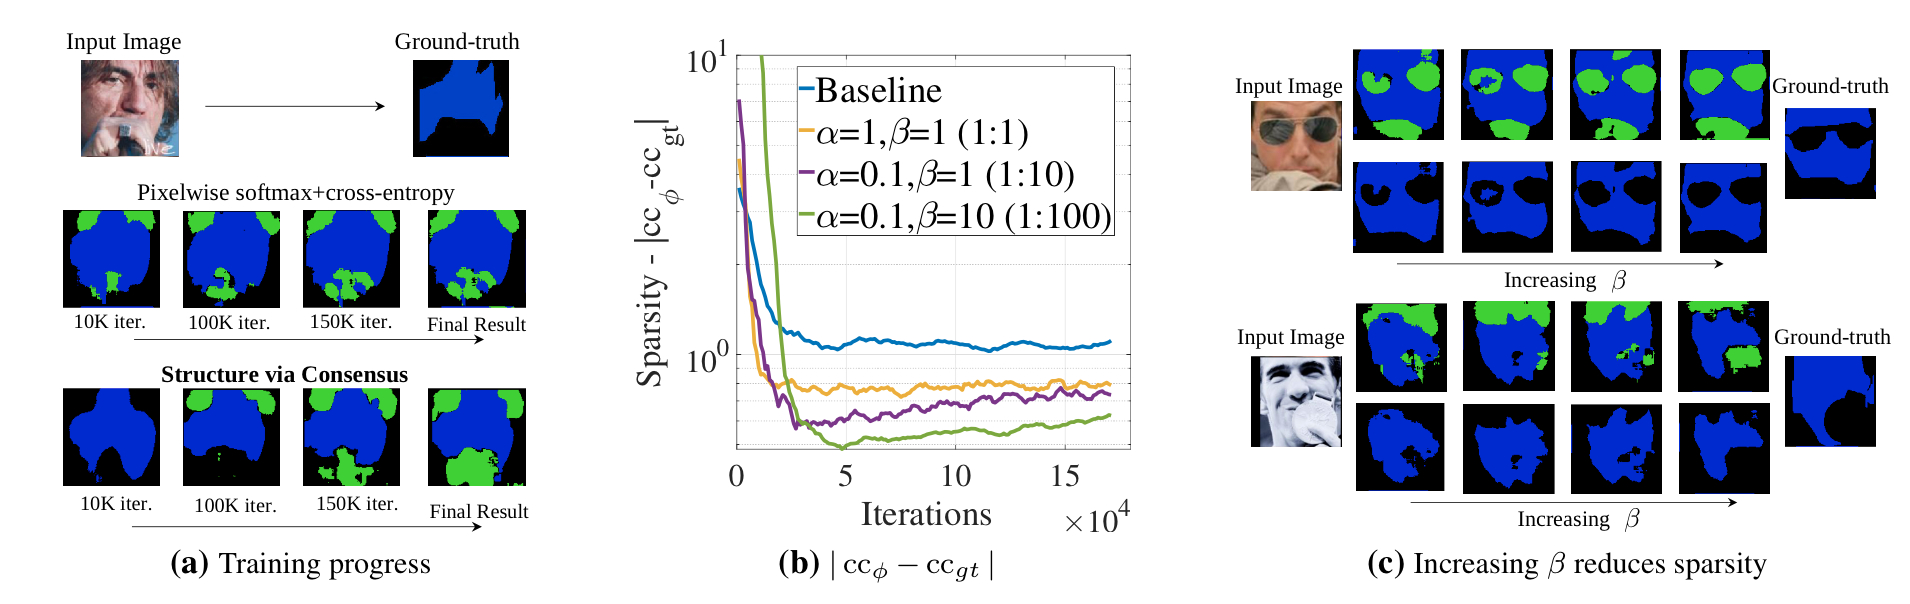 Input Image
Ground-truth
Pixelwise softmax+cross-entropy
10K iter.
100K iter.
150K iter.
Final Result
Structure via Consensus
10K iter.
100K iter.
150K iter.
Final Result
(a) Training progress
Sparsity - |cc_ϕ-cc_gt|
10^1
10^0
Baseline
α=1,β=1 (1:1)
α=0.1,β=1 (1:10)
α=0.1,β=10 (1:100)
0 5 10 15
Iterations
×10^4
(b) | cc_ϕ − cc_gt |
Input Image
Ground-truth
Increasing β
Input Image
Ground-truth
Increasing β
(c) Increasing β reduces sparsity